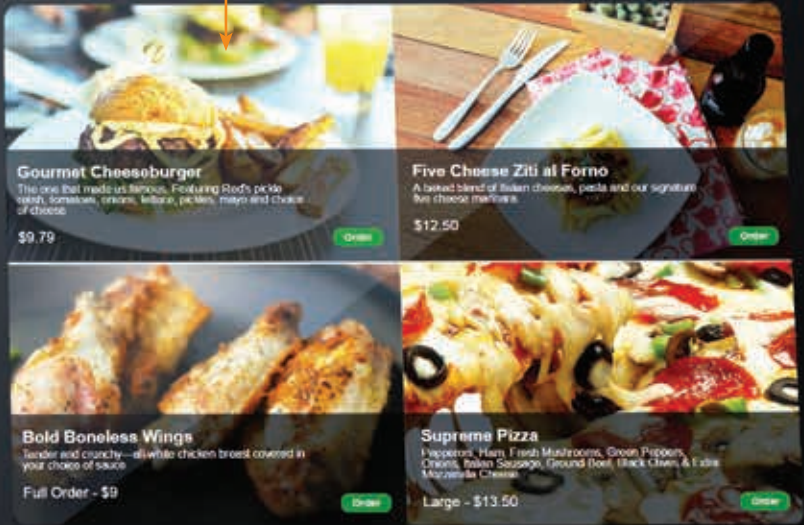 Gourmet Cheeseburger
The one that made us famous. Featuring Red's pickle
relish, tomatoes, onions, lettuce, pickles, mayo and choice
of cheese.
$9.79
Order
Five Cheese Ziti al Forno
A baked blend of Italian cheeses, pasta and our signature
five cheese marinara.
$12.50
Order
Bold Boneless Wings
Tender and crunchy—all-white chicken breast covered in
your choice of sauce.
Full Order - $9
Order
Supreme Pizza
Pepperoni, Ham, Fresh Mushrooms, Green Peppers,
Onions, Italian Sausage, Ground Beef, Black Olives, & Extra
Mozzarella Cheese
Large - $13.50
Order